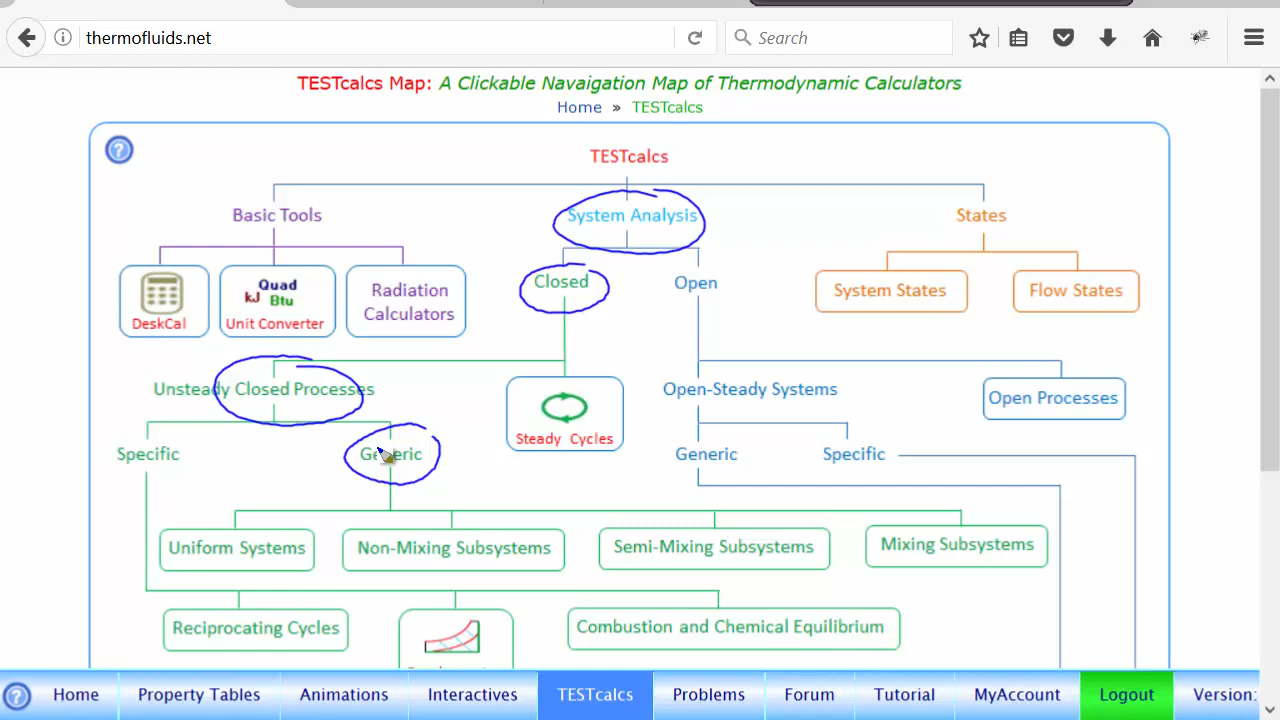 thermofluids.net
Search
TESTcalcs Map: A Clickable Navaigation Map of Thermodynamic Calculators
Home » TESTcalcs
TESTcalcs
Basic Tools
System Analysis
States
DeskCal
Quad
kJ Btu
Unit Converter
Radiation
Calculators
Closed
Open
System States
Flow States
Unsteady Closed Processes
Steady Cycles
Open-Steady Systems
Open Processes
Specific
Generic
Generic
Specific
Uniform Systems
Non-Mixing Subsystems
Semi-Mixing Subsystems
Mixing Subsystems
Reciprocating Cycles
Combustion and Chemical Equilibrium
Home
Property Tables
Animations
Interactives
TESTcalcs
Problems
Forum
Tutorial
MyAccount
Logout
Version: